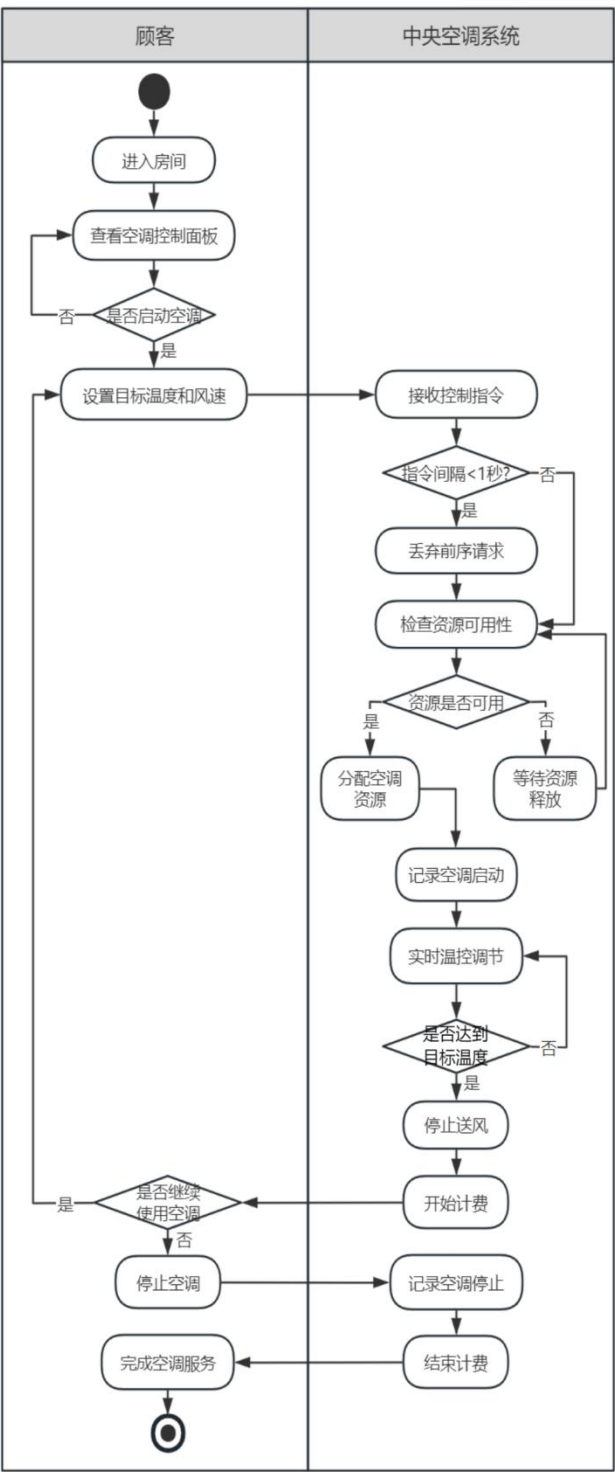 顾客
中央空调系统
进入房间
查看空调控制面板
是否启动空调
否
是
设置目标温度和风速
接收控制指令
指令间隔<1秒?
否
是
丢弃前序请求
检查资源可用性
资源是否可用
是
否
分配空调
资源
等待资源
释放
记录空调启动
实时温控调节
是否达到
目标温度
否
是
停止送风
开始计费
是否继续
使用空调
是
否
停止空调
记录空调停止
结束计费
完成空调服务